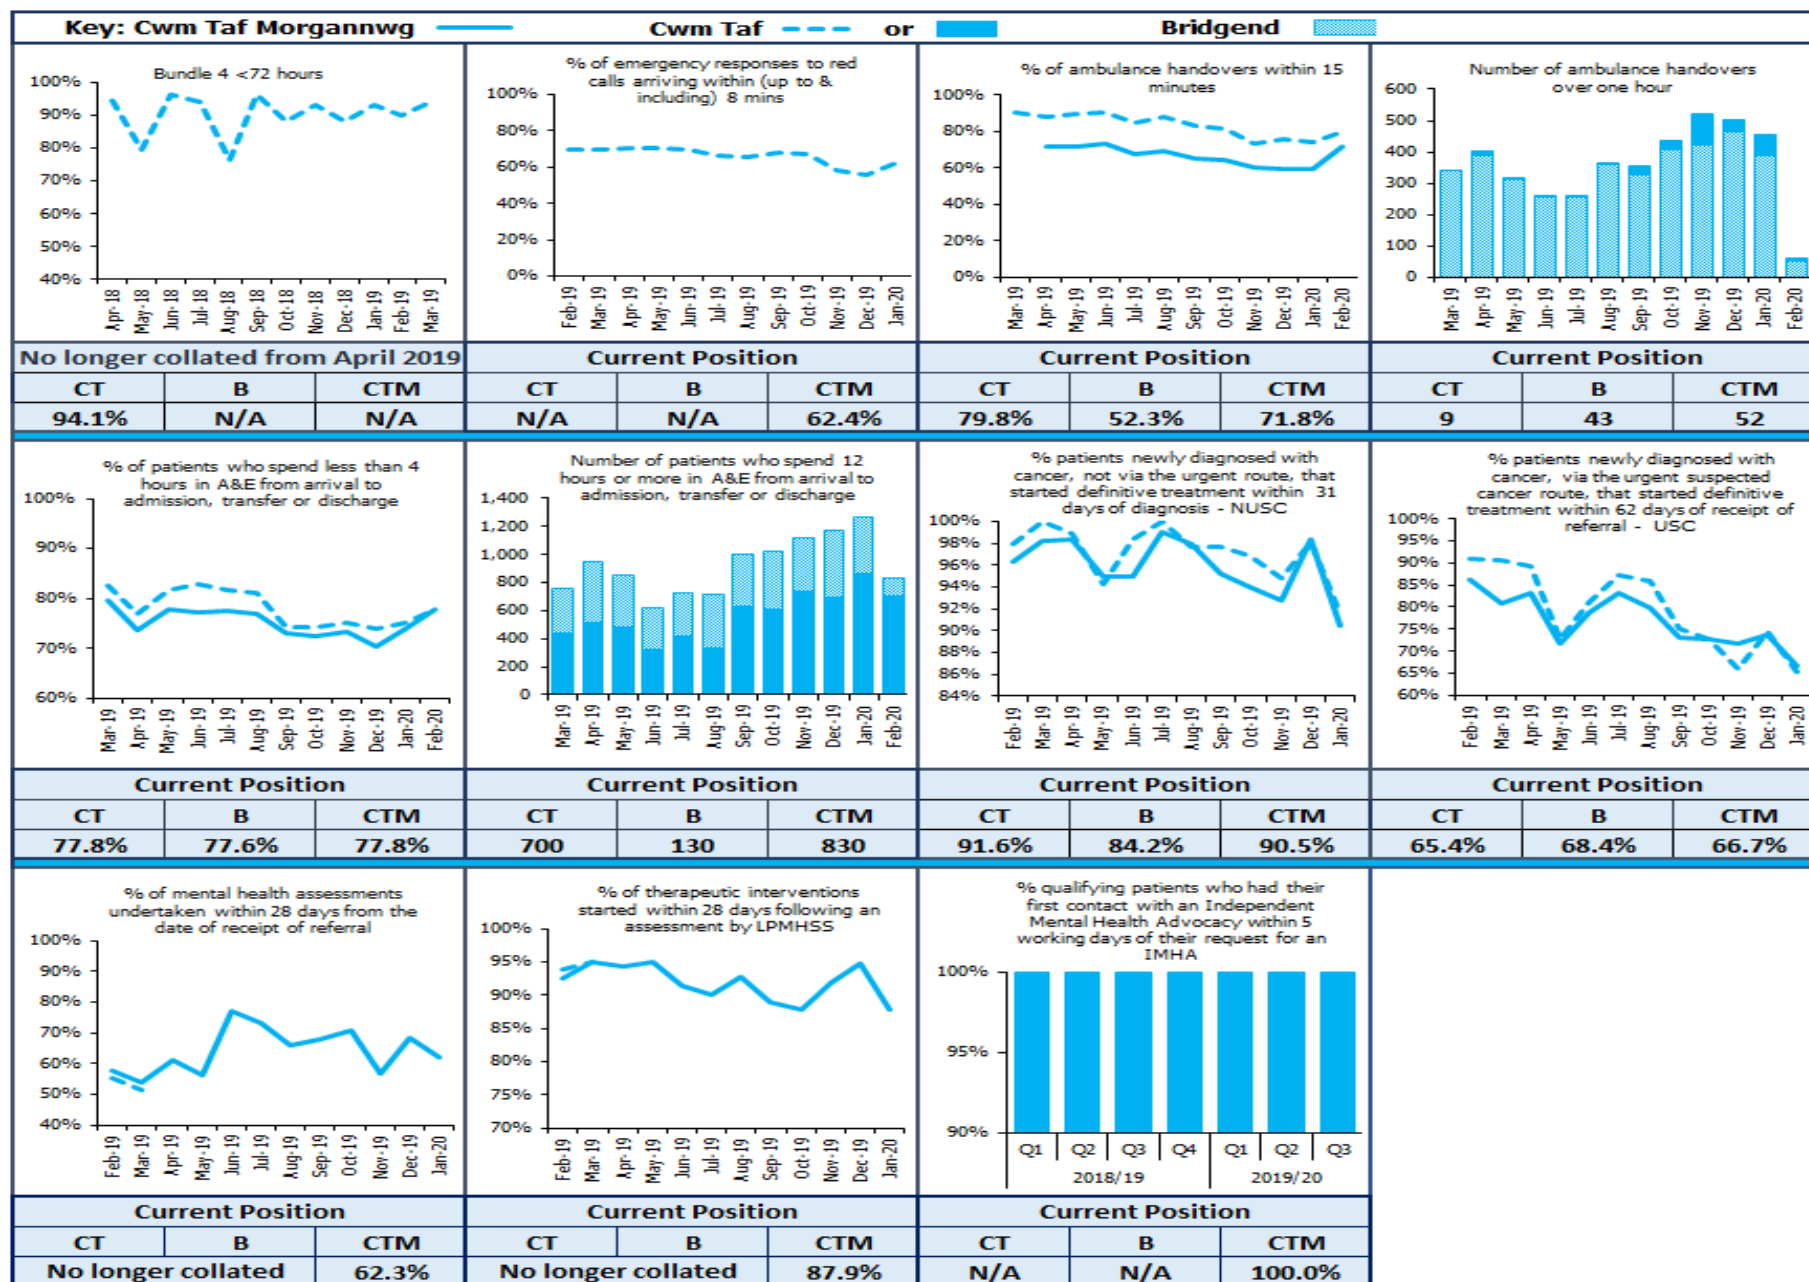 Key: Cwm Taf Morgannwg Cwm Taf or Bridgend
Bundle 4 <72 hours
100%
90%
80%
70%
60%
50%
40%
Apr-18 May-18 Jun-18 Jul-18 Aug-18 Sep-18 Oct-18 Nov-18 Dec-18 Jan-19 Feb-19 Mar-19
No longer collated from April 2019
CT B CTM
94.1% N/A N/A
% of emergency responses to red
calls arriving within (up to &
including) 8 mins
100%
80%
60%
40%
20%
0%
Feb-19 Mar-19 Apr-19 May-19 Jun-19 Jul-19 Aug-19 Sep-19 Oct-19 Nov-19 Dec-19 Jan-20
Current Position
CT B CTM
N/A N/A 62.4%
% of ambulance handovers within 15
minutes
100%
80%
60%
40%
20%
0%
Mar-19 Apr-19 May-19 Jun-19 Jul-19 Aug-19 Sep-19 Oct-19 Nov-19 Dec-19 Jan-20 Feb-20
Current Position
CT B CTM
79.8% 52.3% 71.8%
Number of ambulance handovers
over one hour
600
500
400
300
200
100
0
Mar-19 Apr-19 May-19 Jun-19 Jul-19 Aug-19 Sep-19 Oct-19 Nov-19 Dec-19 Jan-20 Feb-20
Current Position
CT B CTM
9 43 52
% of patients who spend less than 4
hours in A&E from arrival to
admission, transfer or discharge
100%
90%
80%
70%
60%
Mar-19 Apr-19 May-19 Jun-19 Jul-19 Aug-19 Sep-19 Oct-19 Nov-19 Dec-19 Jan-20 Feb-20
Current Position
CT B CTM
77.8% 77.6% 77.8%
Number of patients who spend 12
hours or more in A&E from arrival to
admission, transfer or discharge
1,400
1,200
1,000
800
600
400
200
0
Mar-19 Apr-19 May-19 Jun-19 Jul-19 Aug-19 Sep-19 Oct-19 Nov-19 Dec-19 Jan-20 Feb-20
Current Position
CT B CTM
700 130 830
% patients newly diagnosed with
cancer, not via the urgent route, that
started definitive treatment within 31
days of diagnosis - NUSC
100%
98%
96%
94%
92%
90%
88%
86%
84%
Feb-19 Mar-19 Apr-19 May-19 Jun-19 Jul-19 Aug-19 Sep-19 Oct-19 Nov-19 Dec-19 Jan-20
Current Position
CT B CTM
91.6% 84.2% 90.5%
% patients newly diagnosed with
cancer, via the urgent suspected
cancer route, that started definitive
treatment within 62 days of receipt of
referral - USC
100%
95%
90%
85%
80%
75%
70%
65%
60%
Feb-19 Mar-19 Apr-19 May-19 Jun-19 Jul-19 Aug-19 Sep-19 Oct-19 Nov-19 Dec-19 Jan-20
Current Position
CT B CTM
65.4% 68.4% 66.7%
% of mental health assessments
undertaken within 28 days from the
date of receipt of referral
100%
90%
80%
70%
60%
50%
40%
Feb-19 Mar-19 Apr-19 May-19 Jun-19 Jul-19 Aug-19 Sep-19 Oct-19 Nov-19 Dec-19 Jan-20
Current Position
CT B CTM
No longer collated 62.3%
% of therapeutic interventions
started within 28 days following an
assessment by LPMHSS
100%
95%
90%
85%
80%
75%
70%
Feb-19 Mar-19 Apr-19 May-19 Jun-19 Jul-19 Aug-19 Sep-19 Oct-19 Nov-19 Dec-19 Jan-20
Current Position
CT B CTM
No longer collated 87.9%
% qualifying patients who had their
first contact with an Independent
Mental Health Advocacy within 5
working days of their request for an
IMHA
100%
95%
90%
Q1 Q2 Q3 Q4 Q1 Q2 Q3
2018/19 2019/20
Current Position
CT B CTM
N/A N/A 100.0%